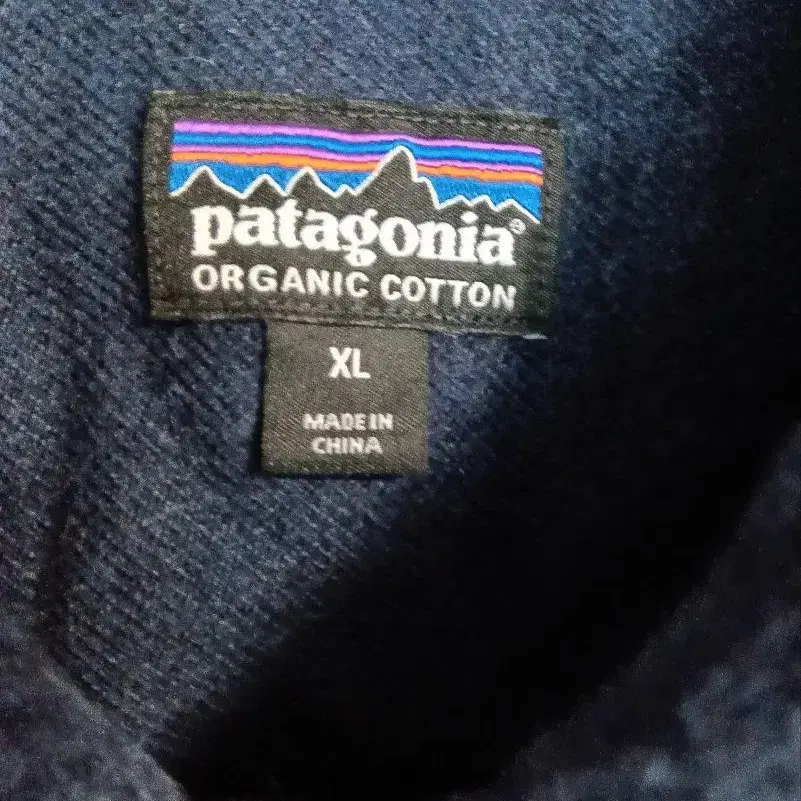 patagonia®
ORGANIC COTTON
XL
MADE IN
CHINA